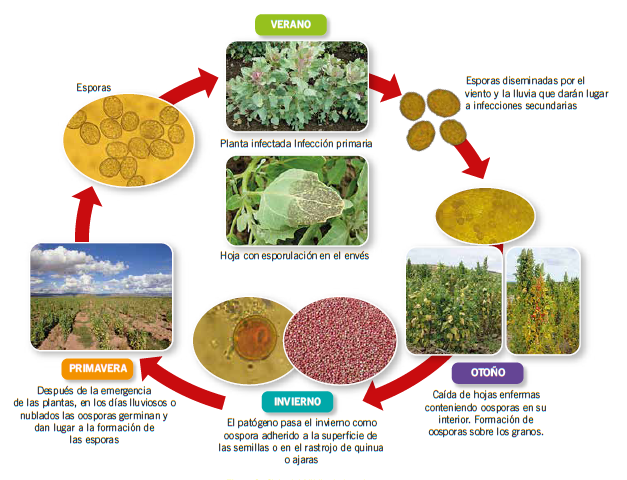 VERANO
Esporas
Esporas diseminadas por el
viento y la lluvia que darán lugar
a infecciones secundarias
Planta infectada Infección primaria
Hoja con esporulación en el envés
PRIMAVERA
Después de la emergencia
de las plantas, en los días lluviosos o
nublados las oosporas germinan y
dan lugar a la formación de
las esporas
INVIERNO
El patógeno pasa el invierno como
oospora adherido a la superficie de
las semillas o en el rastrojo de quinua
o ajaras
OTOÑO
Caída de hojas enfermas
conteniendo oosporas en su
interior. Formación de
oosporas sobre los granos.